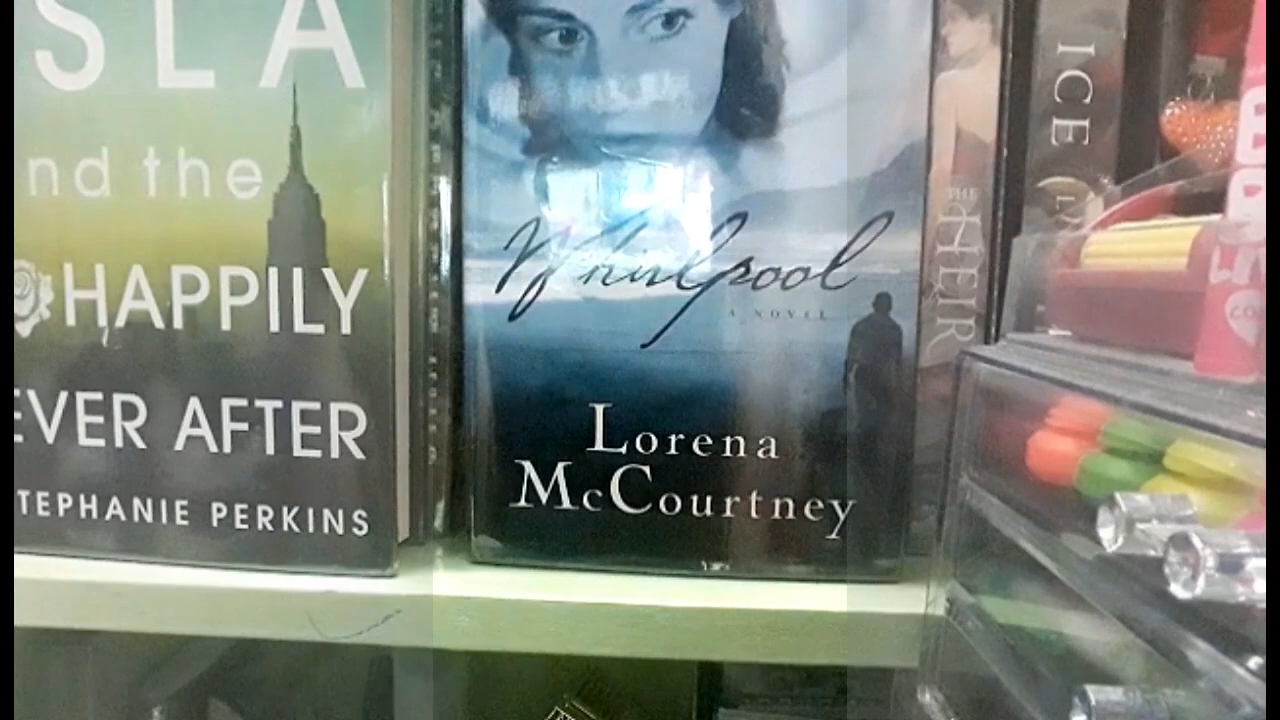 SLA
nd the
HAPPILY
EVER AFTER
TEPHANIE PERKINS
Whirlpool
A NOVEL
Lorena
McCourtney
THE
HEIR
ICE